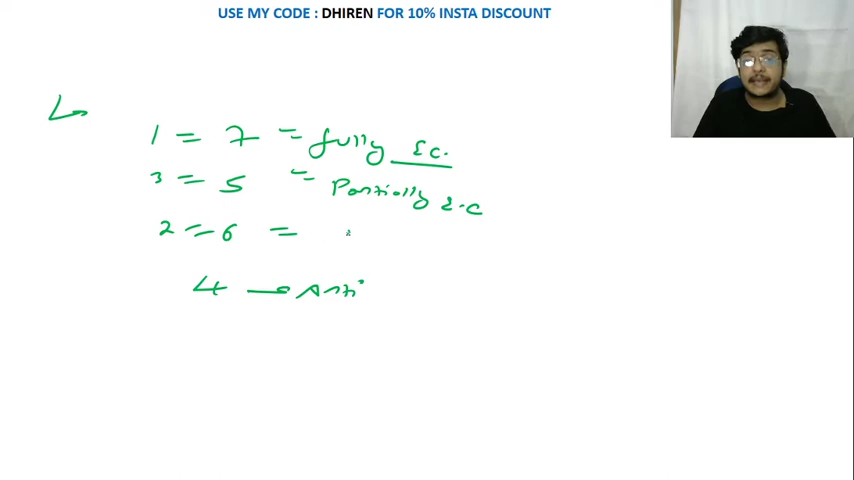 USE MY CODE : DHIREN FOR 10% INSTA DISCOUNT
1 = 7 = fully E.C.
3 = 5 = Partially E.C
2 = 6 =
4 → Anti